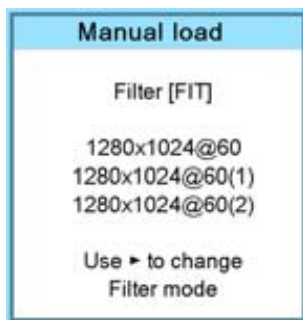 Manual load
Filter [FIT]
1280x1024@60
1280x1024@60(1)
1280x1024@60(2)
Use ► to change
Filter mode